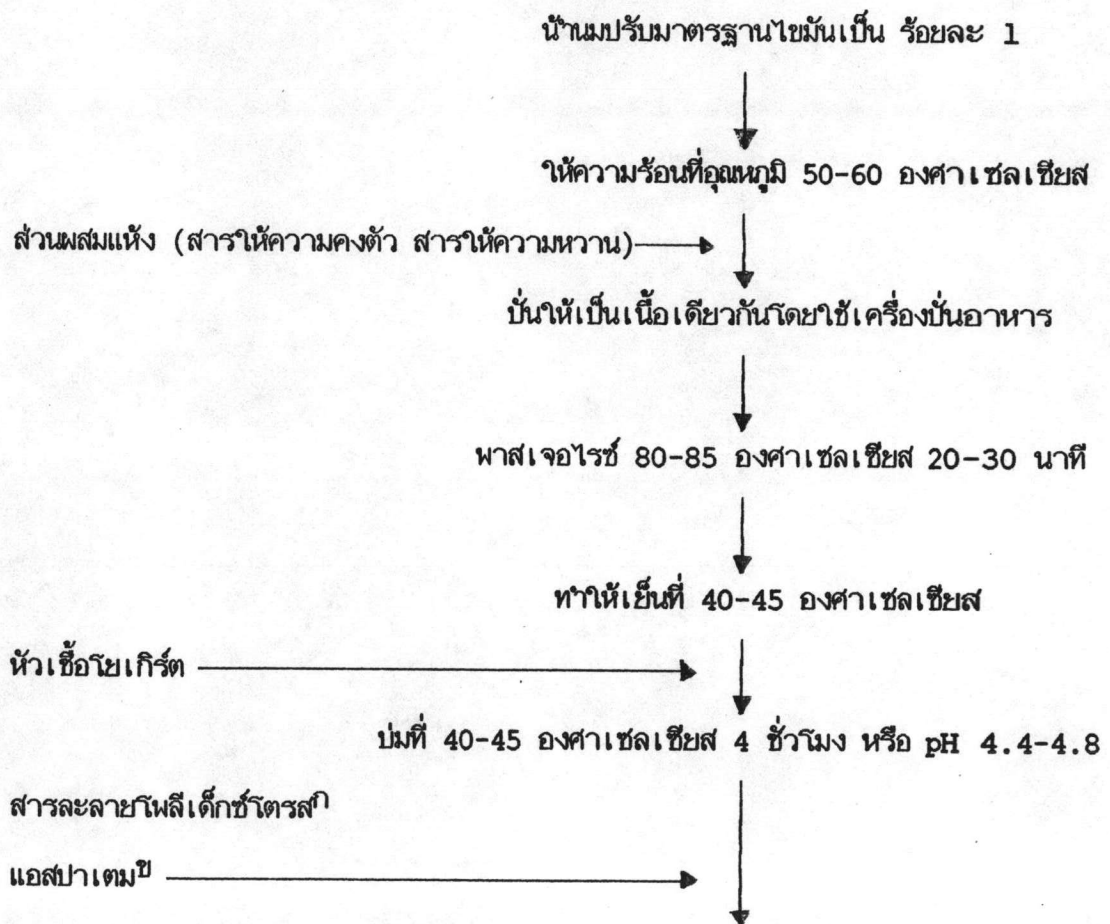 น้ำนมปรับมาตรฐานไขมันเป็น ร้อยละ 1
ให้ความร้อนที่อุณหภูมิ 50-60 องศาเซลเซียส
ส่วนผสมแห้ง (สารให้ความคงตัว สารให้ความหวาน)
ปั่นให้เป็นเนื้อเดียวกันโดยใช้เครื่องปั่นอาหาร
พาสเจอไรซ์ 80-85 องศาเซลเซียส 20-30 นาที
ทำให้เย็นที่ 40-45 องศาเซลเซียส
หัวเชื้อโยเกิร์ต
บ่มที่ 40-45 องศาเซลเซียส 4 ชั่วโมง หรือ pH 4.4-4.8
สารละลายโพลีเด็กซ์โตรสก
แอสปาเตมข